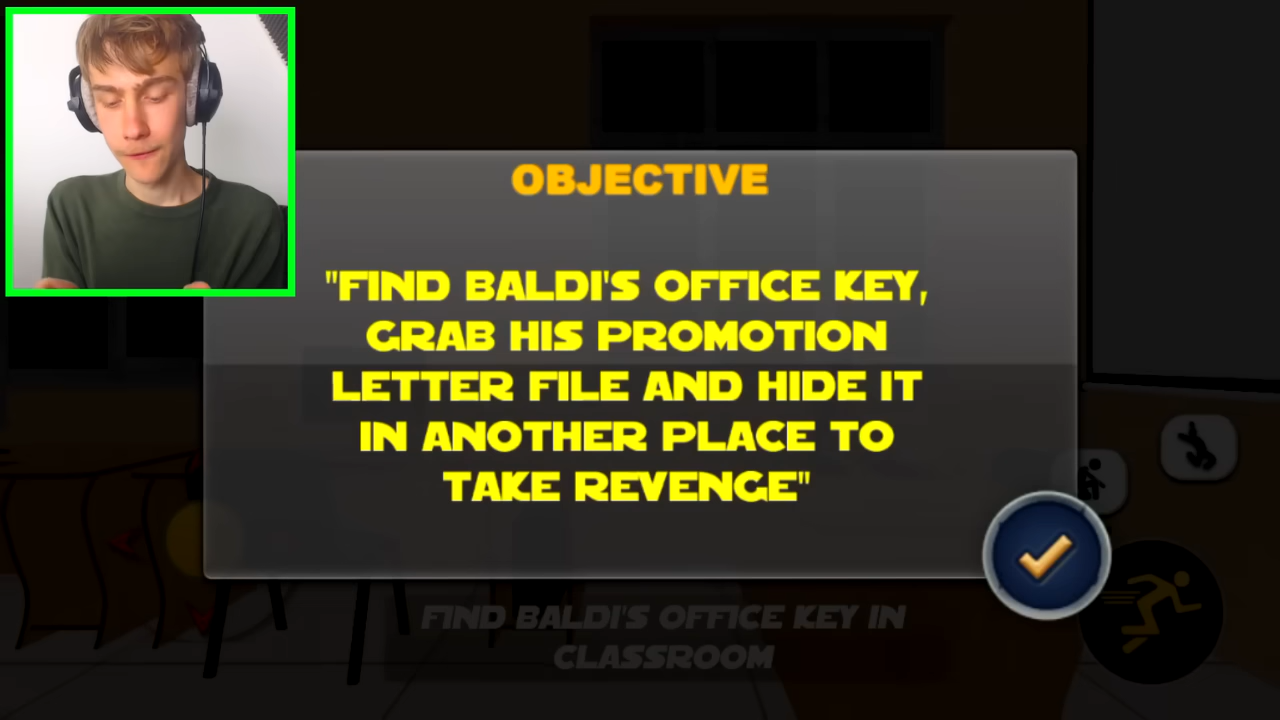 OBJECTIVE
"FIND BALDI'S OFFICE KEY,
GRAB HIS PROMOTION
LETTER FILE AND HIDE IT
IN ANOTHER PLACE TO
TAKE REVENGE"
FIND BALDI'S OFFICE KEY IN
CLASSROOM